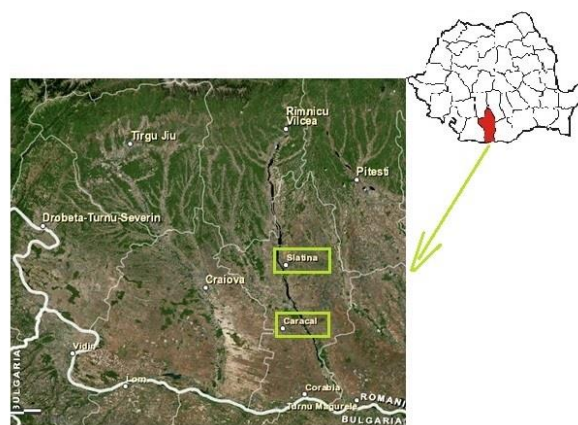 Rimnicu
Vilcea
Tirgu Jiu
Pitesti
Drobeta-Turnu-Severin
Slatina
Craiova
Caracal
Vidin
Lom
Corabia
ROMANI
Turnu Magurele
BULGARIA
BULGARIA